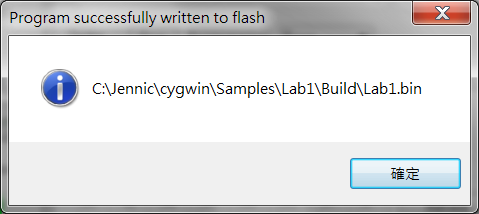 Program successfully written to flash
C:\Jennic\cygwin\Samples\Lab1\Build\Lab1.bin
確定